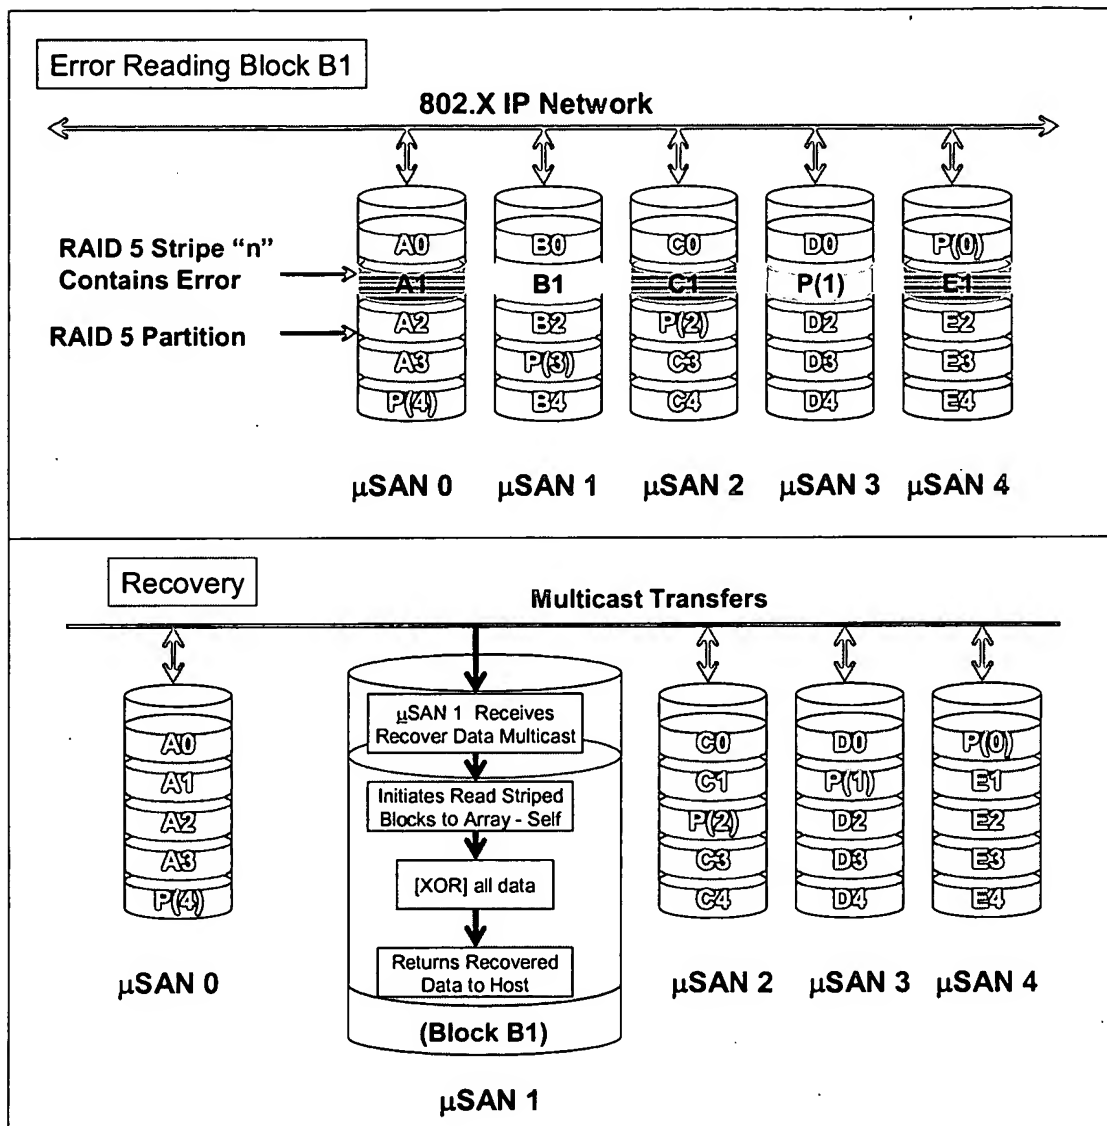 Error Reading Block B1
802.X IP Network
RAID 5 Stripe “n”
Contains Error
RAID 5 Partition
A0 B0 C0 D0 P(0)
A1 B1 C1 P(1) E1
A2 B2 P(2) D2 E2
A3 P(3) C3 D3 E3
P(4) B4 C4 D4 E4
μSAN 0 μSAN 1 μSAN 2 μSAN 3 μSAN 4
Recovery
Multicast Transfers
μSAN 1 Receives
Recover Data Multicast
Initiates Read Striped
Blocks to Array - Self
[XOR] all data
Returns Recovered
Data to Host
(Block B1)
μSAN 1
A0 C0 D0 P(0)
A1 C1 P(1) E1
A2 P(2) D2 E2
A3 C3 D3 E3
P(4) C4 D4 E4
μSAN 0 μSAN 2 μSAN 3 μSAN 4